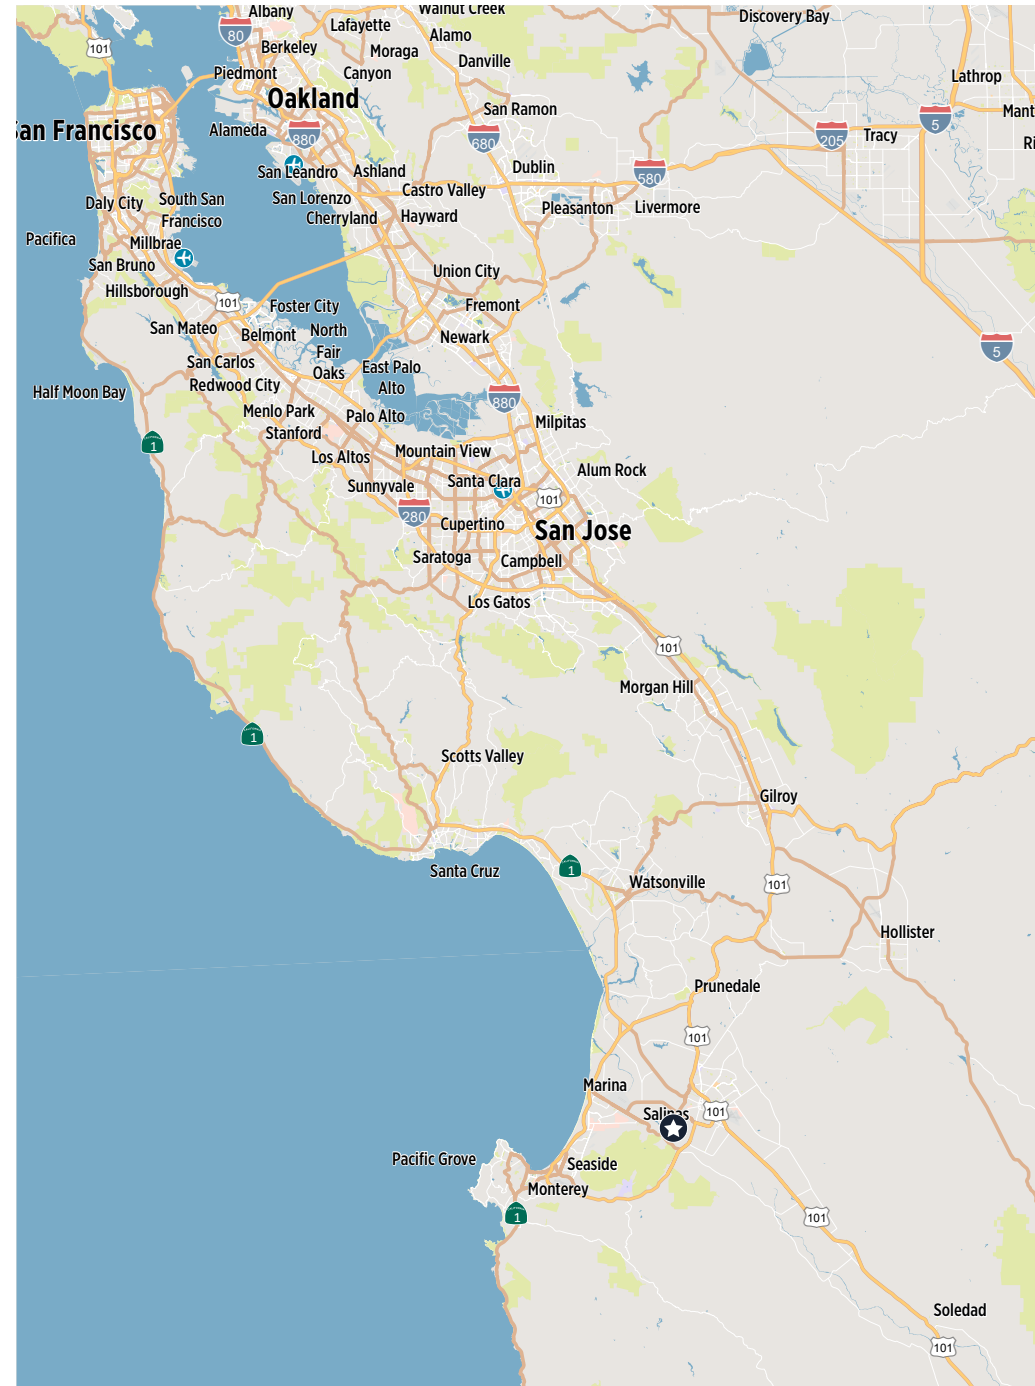 Albany
Walnut Creek
Discovery Bay
Lafayette
Alamo
80
101
Berkeley
Moraga
Danville
Piedmont
Canyon
Lathrop
Oakland
San Ramon
San Francisco
Alameda
880
680
205
Tracy
5
San Leandro
Ashland
Dublin
580
Castro Valley
Daly City
South San
Francisco
San Lorenzo
Cherryland
Hayward
Pleasanton
Livermore
Pacifica
Millbrae
San Bruno
Union City
Hillsborough
101
Foster City
Fremont
San Mateo
Belmont
North
Fair
Oaks
Newark
5
San Carlos
East Palo
Alto
Half Moon Bay
Redwood City
880
Menlo Park
Palo Alto
Milpitas
Stanford
1
Los Altos
Mountain View
Alum Rock
Sunnyvale
Santa Clara
101
280
Cupertino
San Jose
Saratoga
Campbell
Los Gatos
101
Morgan Hill
1
Scotts Valley
Gilroy
Santa Cruz
1
Watsonville
101
Hollister
Prunedale
101
Marina
Salinas
101
Pacific Grove
Seaside
Monterey
1
101
Soledad
101